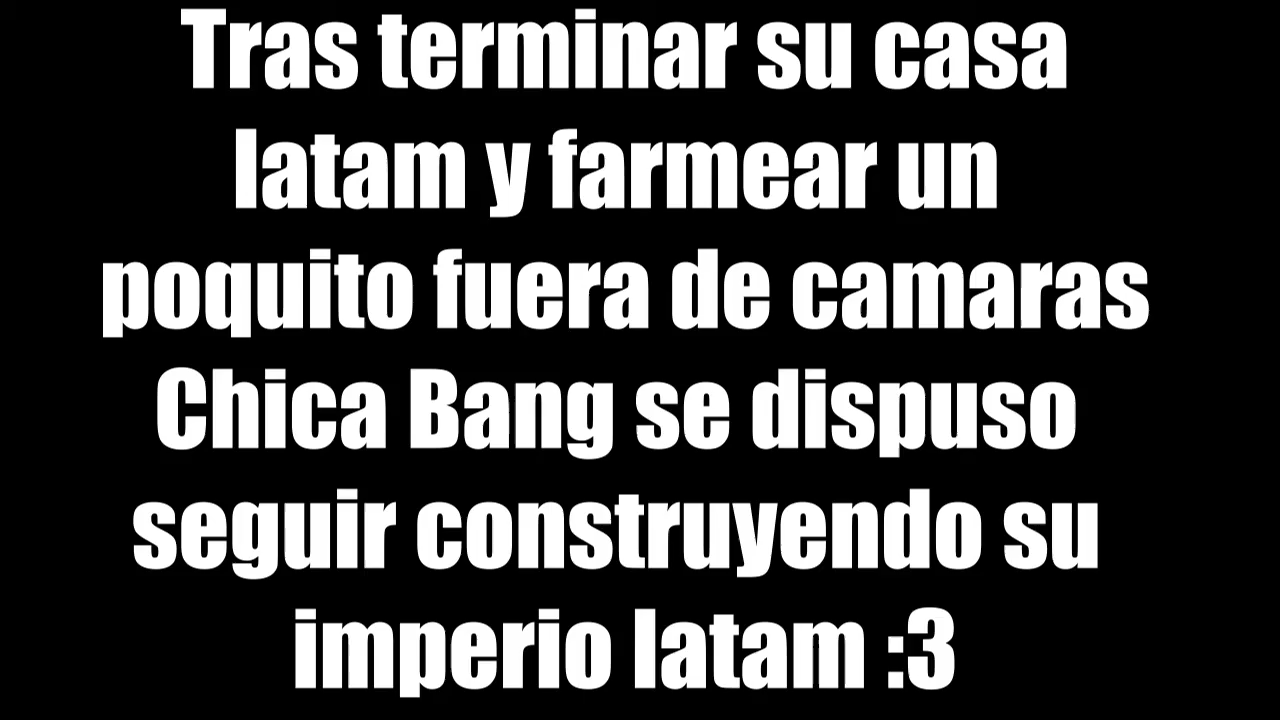 Tras terminar su casa
latam y farmear un
poquito fuera de camaras
Chica Bang se dispuso
seguir construyendo su
imperio latam :3